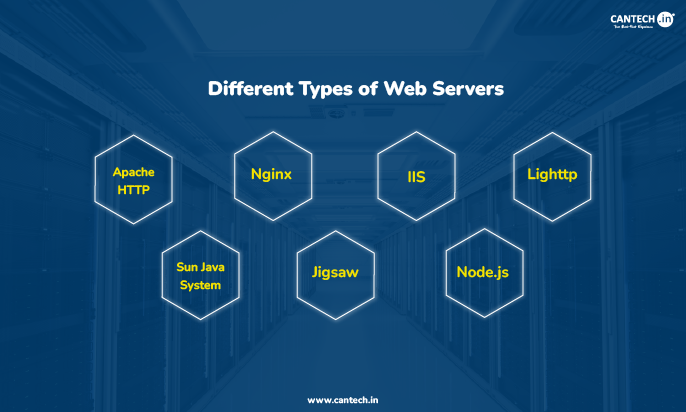 CANTECH.in
Different Types of Web Servers
Apache
HTTP
Nginx
IIS
Lighttp
Sun Java
System
Jigsaw
Node.js
www.cantech.in